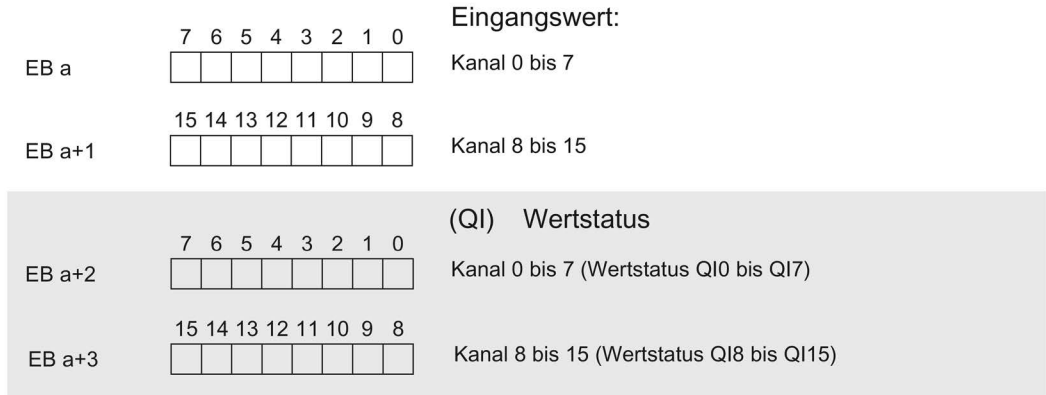 Eingangswert:
7 6 5 4 3 2 1 0
EB a
Kanal 0 bis 7
15 14 13 12 11 10 9 8
EB a+1
Kanal 8 bis 15
(QI) Wertstatus
7 6 5 4 3 2 1 0
EB a+2
Kanal 0 bis 7 (Wertstatus QI0 bis QI7)
15 14 13 12 11 10 9 8
EB a+3
Kanal 8 bis 15 (Wertstatus QI8 bis QI15)